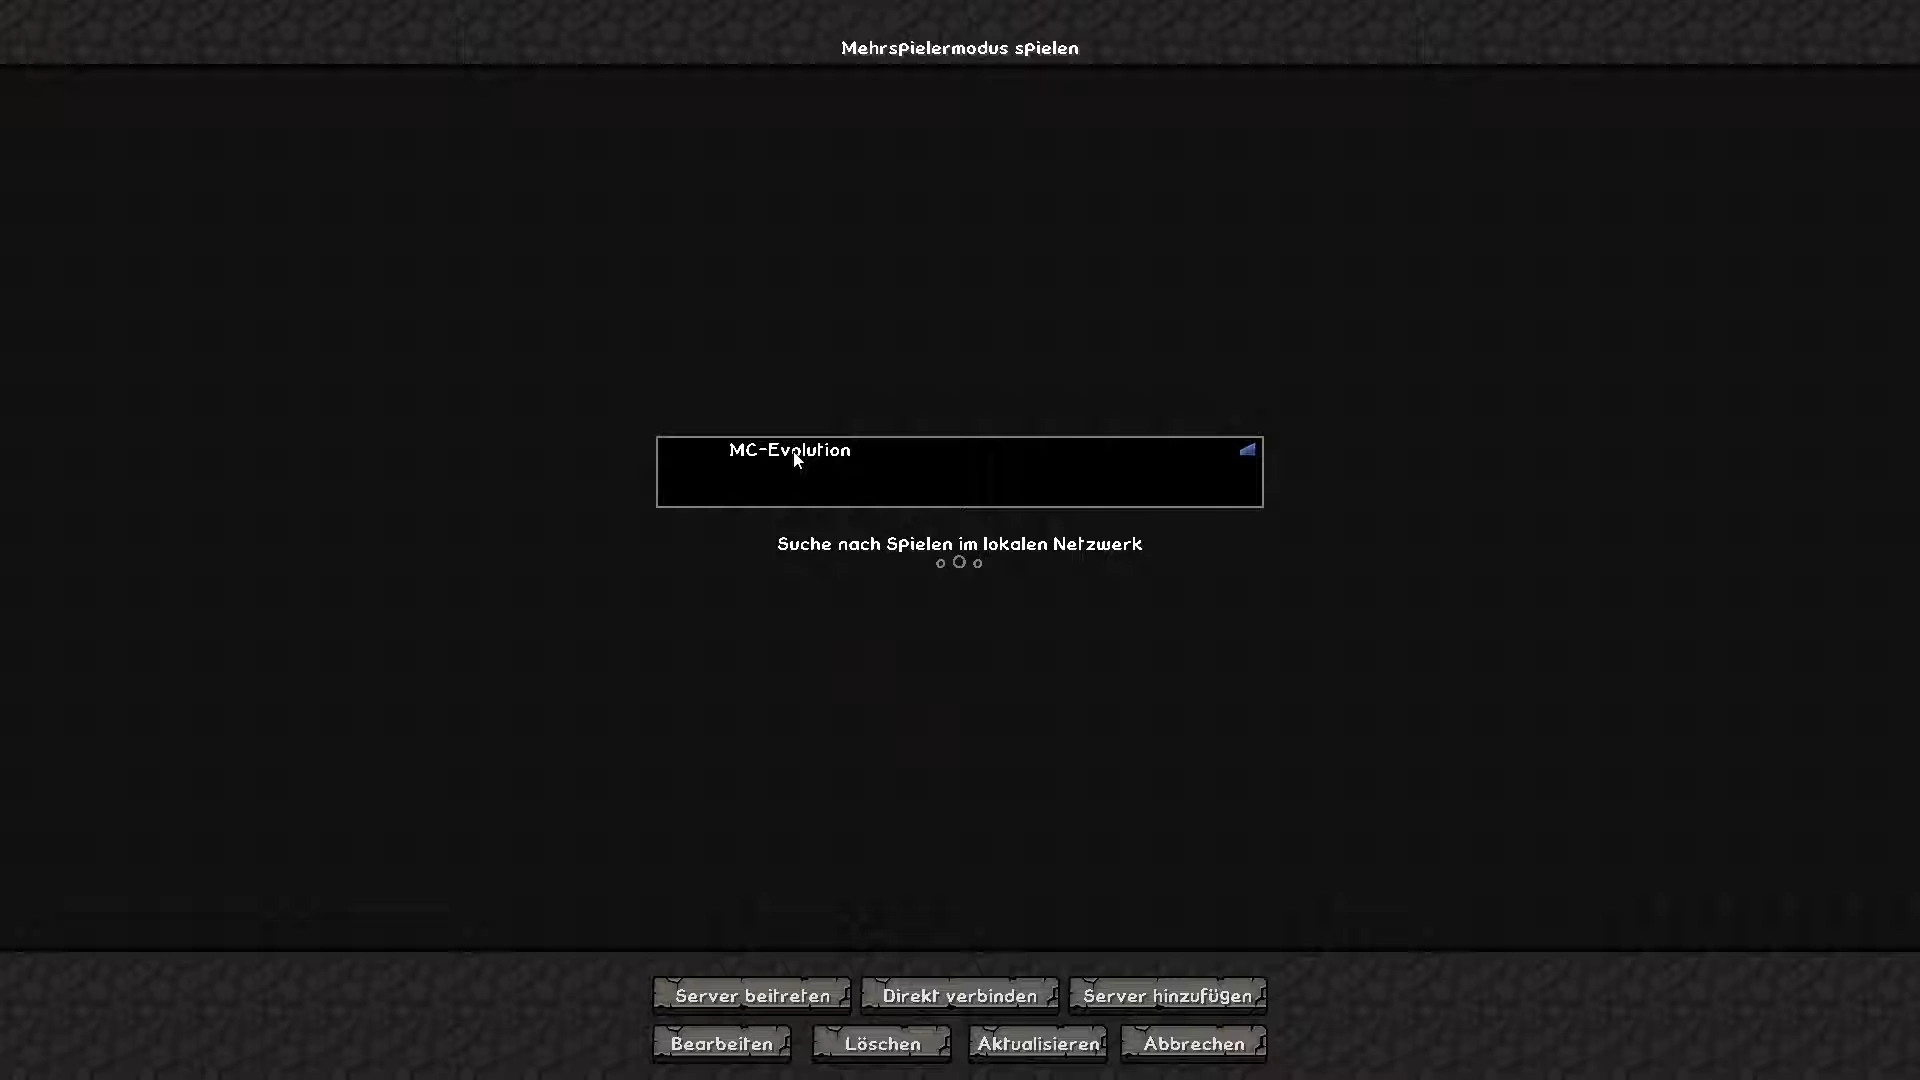 Mehrspielermodus spielen
MC-Evolution
Suche nach Spielen im lokalen Netzwerk
Server beitreten
Direkt verbinden
Server hinzufügen
Bearbeiten
Löschen
Aktualisieren
Abbrechen